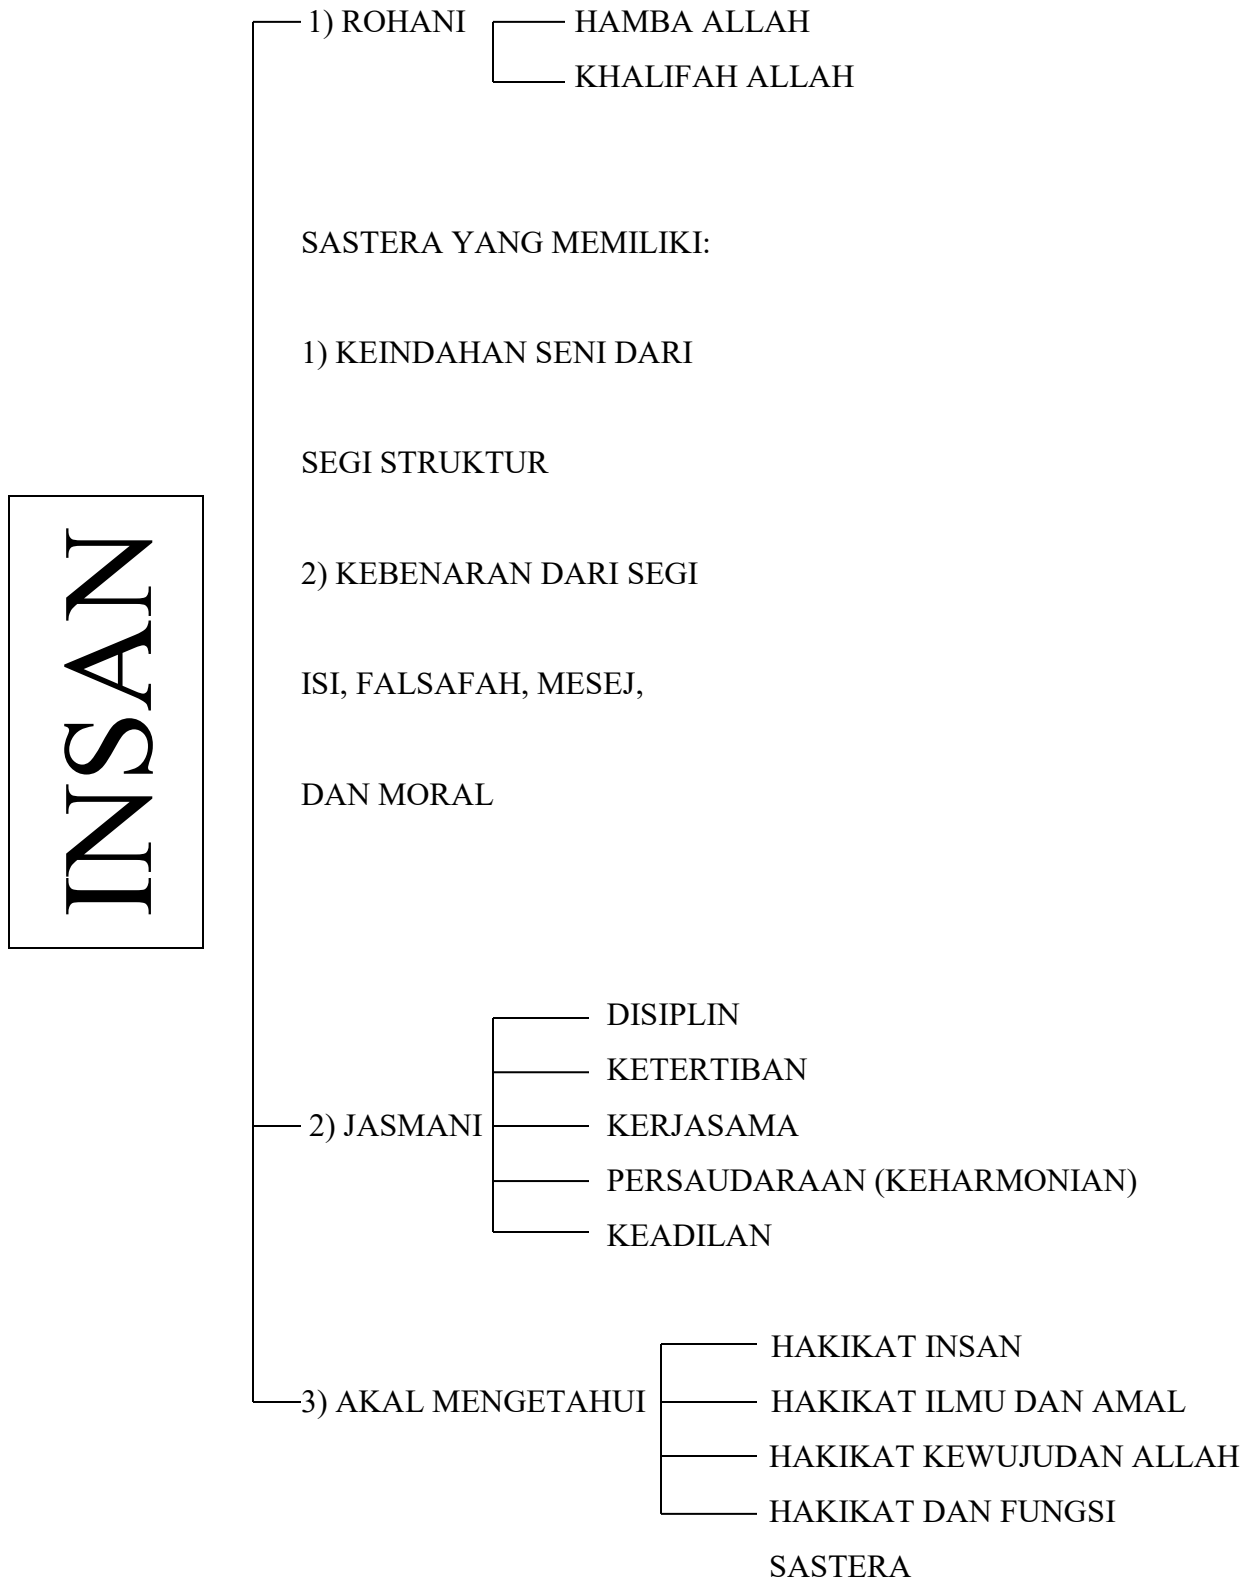 1) ROHANI
HAMBA ALLAH
KHALIFAH ALLAH
SASTERA YANG MEMILIKI:
1) KEINDAHAN SENI DARI
SEGI STRUKTUR
2) KEBENARAN DARI SEGI
ISI, FALSAFAH, MESEJ,
DAN MORAL
INSAN
2) JASMANI
DISIPLIN
KETERTIBAN
KERJASAMA
PERSAUDARAAN (KEHARMONIAN)
KEADILAN
3) AKAL MENGETAHUI
HAKIKAT INSAN
HAKIKAT ILMU DAN AMAL
HAKIKAT KEWUJUDAN ALLAH
HAKIKAT DAN FUNGSI
SASTERA